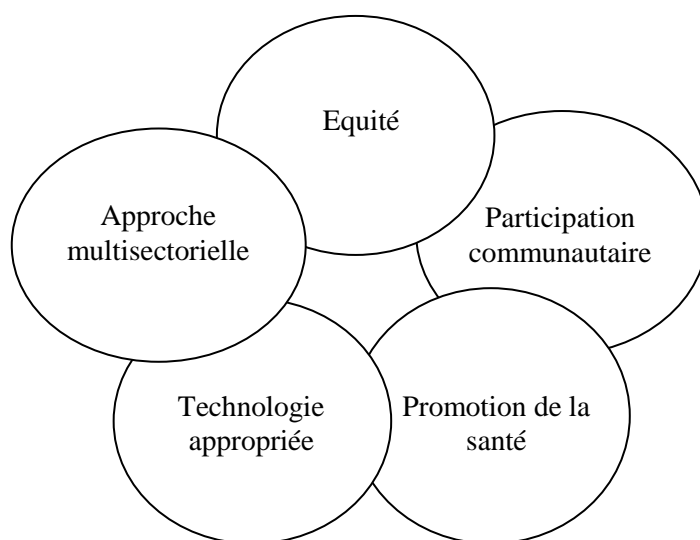 Equité
Approche
multisectorielle
Participation
communautaire
Technologie
appropriée
Promotion de la
santé